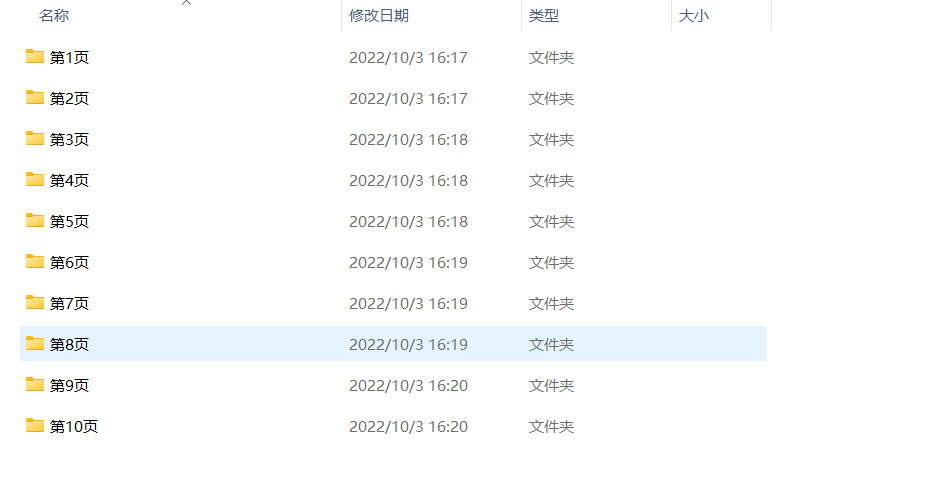 名称 修改日期 类型 大小
第1页 2022/10/3 16:17 文件夹
第2页 2022/10/3 16:17 文件夹
第3页 2022/10/3 16:18 文件夹
第4页 2022/10/3 16:18 文件夹
第5页 2022/10/3 16:18 文件夹
第6页 2022/10/3 16:19 文件夹
第7页 2022/10/3 16:19 文件夹
第8页 2022/10/3 16:19 文件夹
第9页 2022/10/3 16:20 文件夹
第10页 2022/10/3 16:20 文件夹